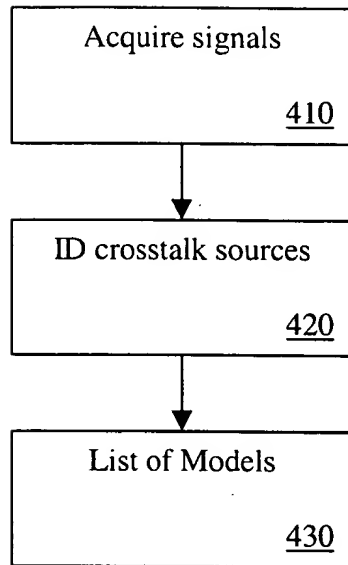 Acquire signals
410
ID crosstalk sources
420
List of Models
430